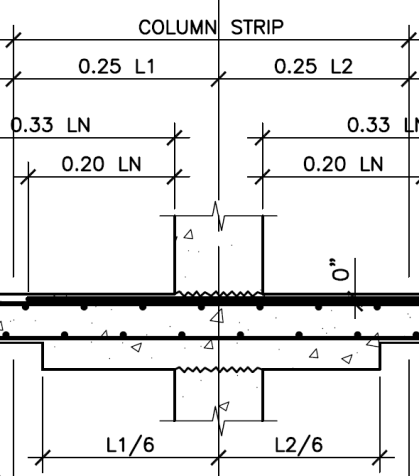 COLUMN STRIP
0.25 L1 0.25 L2
0.33 LN 0.33 LN
0.20 LN 0.20 LN
0"
L1/6 L2/6